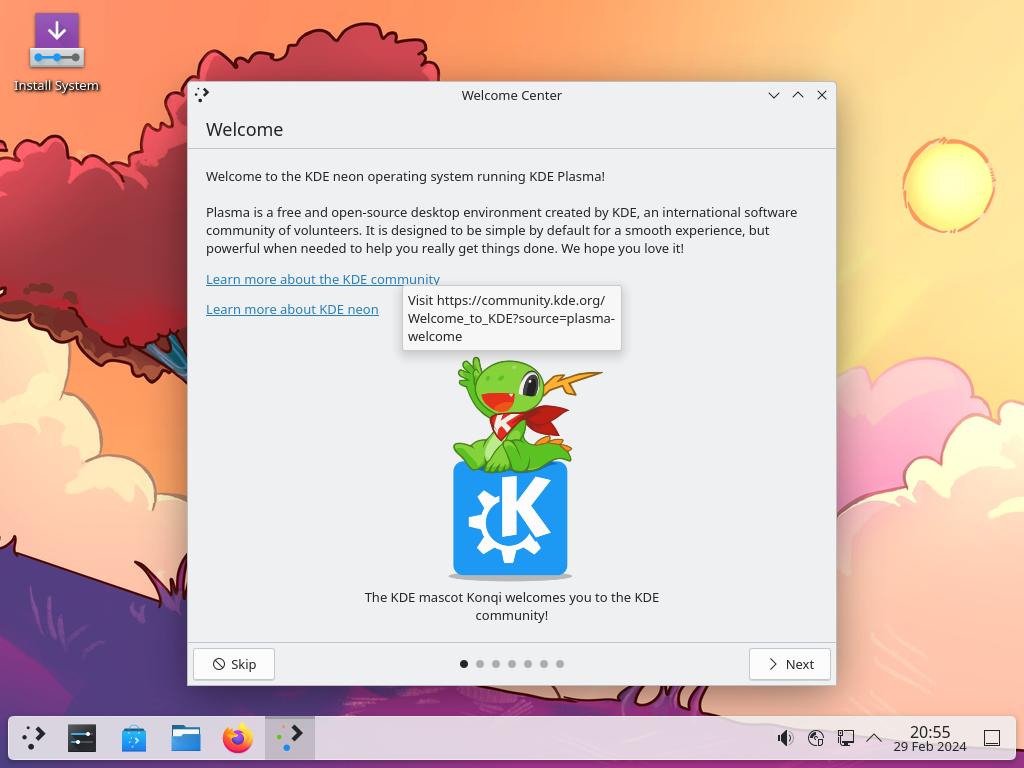 Install System
Welcome Center
Welcome
Welcome to the KDE neon operating system running KDE Plasma!
Plasma is a free and open-source desktop environment created by KDE, an international software
community of volunteers. It is designed to be simple by default for a smooth experience, but
powerful when needed to help you really get things done. We hope you love it!
Learn more about the KDE community
Learn more about KDE neon
Visit https://community.kde.org/
Welcome_to_KDE?source=plasma-
welcome
K
K
The KDE mascot Konqi welcomes you to the KDE
community!
Skip
Next
20:55
29 Feb 2024